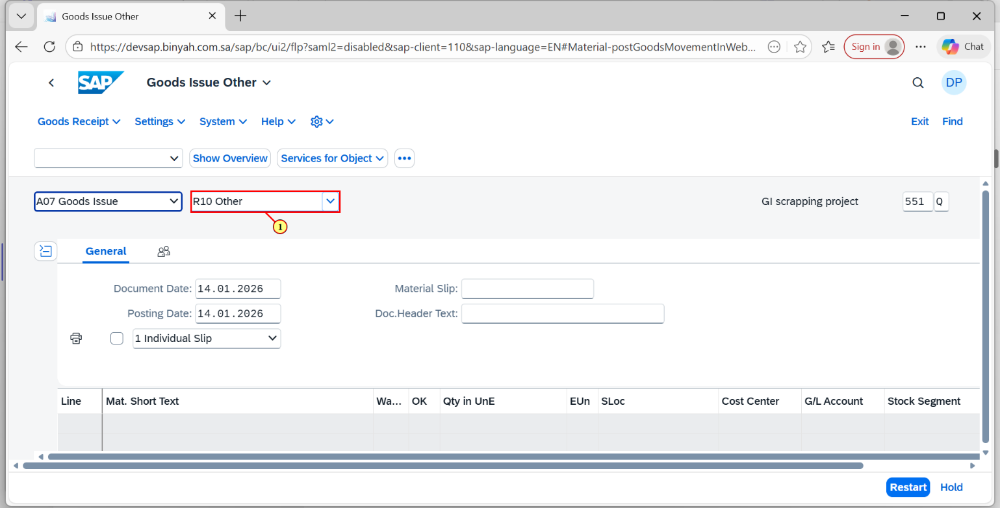 Goods Issue Other
https://devsap.binyah.com.sa/sap/bc/ui2/flp?saml2=disabled&sap-client=110&sap-language=EN#Material-postGoodsMovementInWeb...
Sign in
Chat
SAP
Goods Issue Other
DP
Goods Receipt
Settings
System
Help
Exit
Find
Show Overview
Services for Object
A07 Goods Issue
R10 Other
GI scrapping project
551
Q
1
General
Document Date: 14.01.2026
Material Slip:
Posting Date: 14.01.2026
Doc.Header Text:
1 Individual Slip
Line
Mat. Short Text
Wa...
OK
Qty in UnE
EUn
SLoc
Cost Center
G/L Account
Stock Segment
Restart
Hold